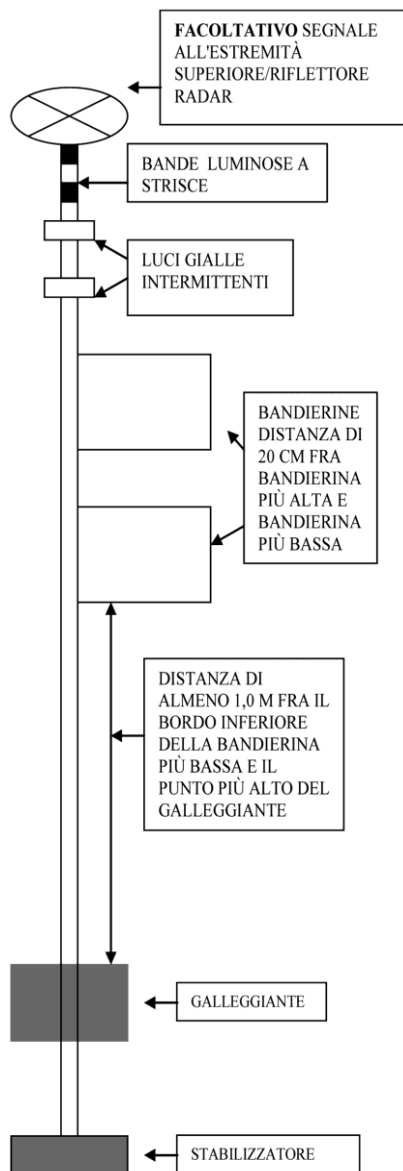 FACOLTATIVO SEGNALE
ALL'ESTREMITÀ
SUPERIORE/RIFLETTORE
RADAR
BANDE LUMINOSE A
STRISCE
LUCI GIALLE
INTERMITTENTI
BANDIERINE
DISTANZA DI
20 CM FRA
BANDIERINA
PIÙ ALTA E
BANDIERINA
PIÙ BASSA
DISTANZA DI
ALMENO 1,0 M FRA IL
BORDO INFERIORE
DELLA BANDIERINA
PIÙ BASSA E IL
PUNTO PIÙ ALTO DEL
GALLEGGIANTE
GALLEGGIANTE
STABILIZZATORE